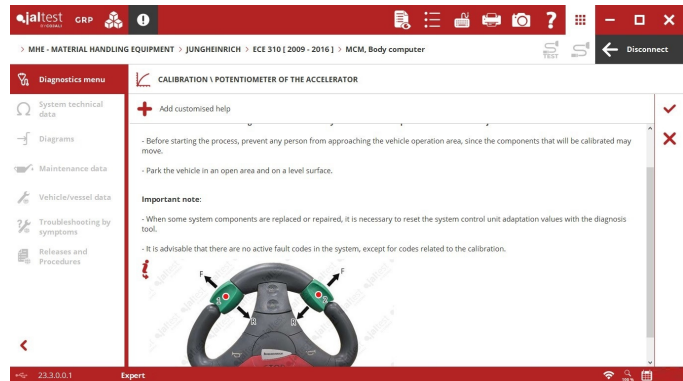 jaltest GRP
BY COJALI
MHE - MATERIAL HANDLING EQUIPMENT > JUNGHEINRICH > ECE 310 [ 2009 - 2016 ] > MCM, Body computer
TEST
Disconnect
Diagnostics menu
System technical
data
Diagrams
Maintenance data
Vehicle/vessel data
Troubleshooting by
symptoms
Releases and
Procedures
CALIBRATION \ POTENTIOMETER OF THE ACCELERATOR
Add customised help
- Before starting the process, prevent any person from approaching the vehicle operation area, since the components that will be calibrated may
move.
- Park the vehicle in an open area and on a level surface.
Important note:
- When some system components are replaced or repaired, it is necessary to reset the system control unit adaptation values with the diagnosis
tool.
- It is advisable that there are no active fault codes in the system, except for codes related to the calibration.
F
F
R
R
23.3.0.0.1
Expert
100 %